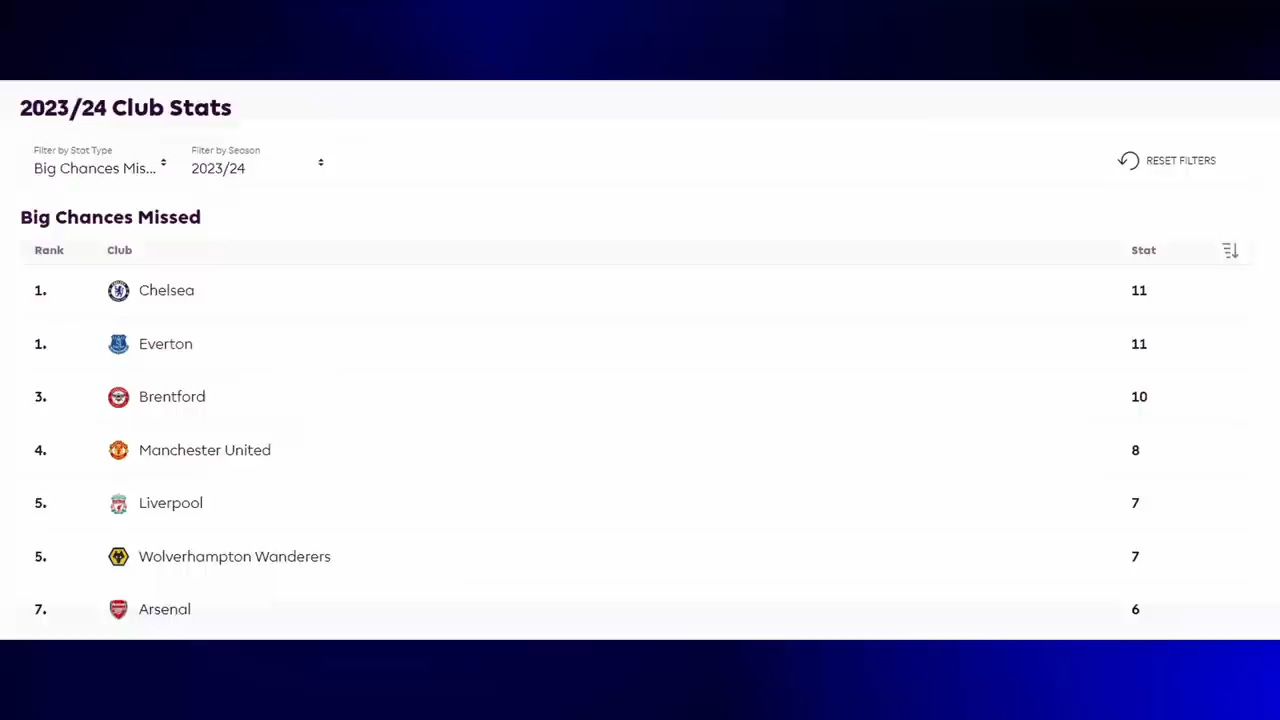 2023/24 Club Stats
Filter by Stat Type
Big Chances Mis...
Filter by Season
2023/24
RESET FILTERS
Big Chances Missed
Rank Club Stat
1. Chelsea 11
1. Everton 11
3. Brentford 10
4. Manchester United 8
5. Liverpool 7
5. Wolverhampton Wanderers 7
7. Arsenal 6